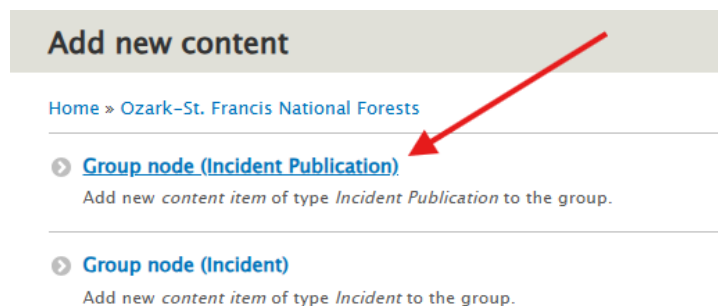 Add new content
Home » Ozark–St. Francis National Forests
Group node (Incident Publication)
Add new content item of type Incident Publication to the group.
Group node (Incident)
Add new content item of type Incident to the group.